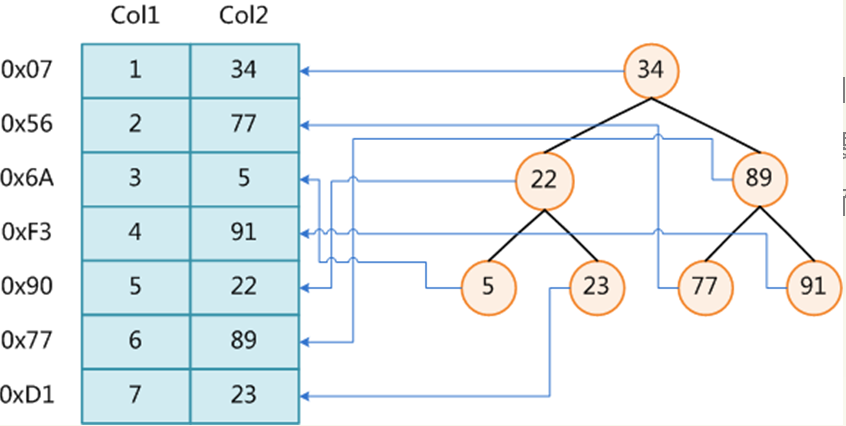 Col1 Col2
0x07 1 34 34
0x56 2 77
0x6A 3 5 22 89
0xF3 4 91
0x90 5 22 5 23 77 91
0x77 6 89
0xD1 7 23